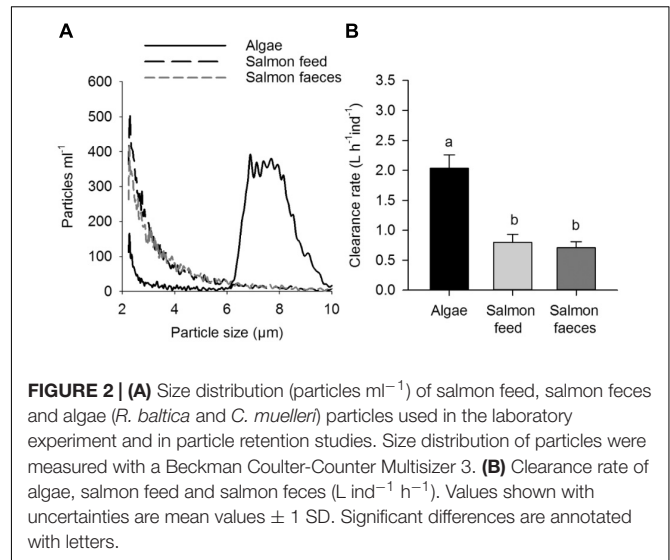 A
Algae
Salmon feed
Salmon faeces
600
500
400
300
200
100
0
Particles ml⁻¹
2 4 6 8 10
Particle size (µm)
B
3.5
3.0
2.5
2.0
1.5
1.0
0.5
0.0
Clearance rate (L h⁻¹ind⁻¹)
a
b
b
Algae Salmon Salmon
feed faeces
FIGURE 2 | (A) Size distribution (particles ml−1) of salmon feed, salmon feces
and algae (R. baltica and C. muelleri) particles used in the laboratory
experiment and in particle retention studies. Size distribution of particles were
measured with a Beckman Coulter-Counter Multisizer 3. (B) Clearance rate of
algae, salmon feed and salmon feces (L ind−1 h−1). Values shown with
uncertainties are mean values ± 1 SD. Significant differences are annotated
with letters.